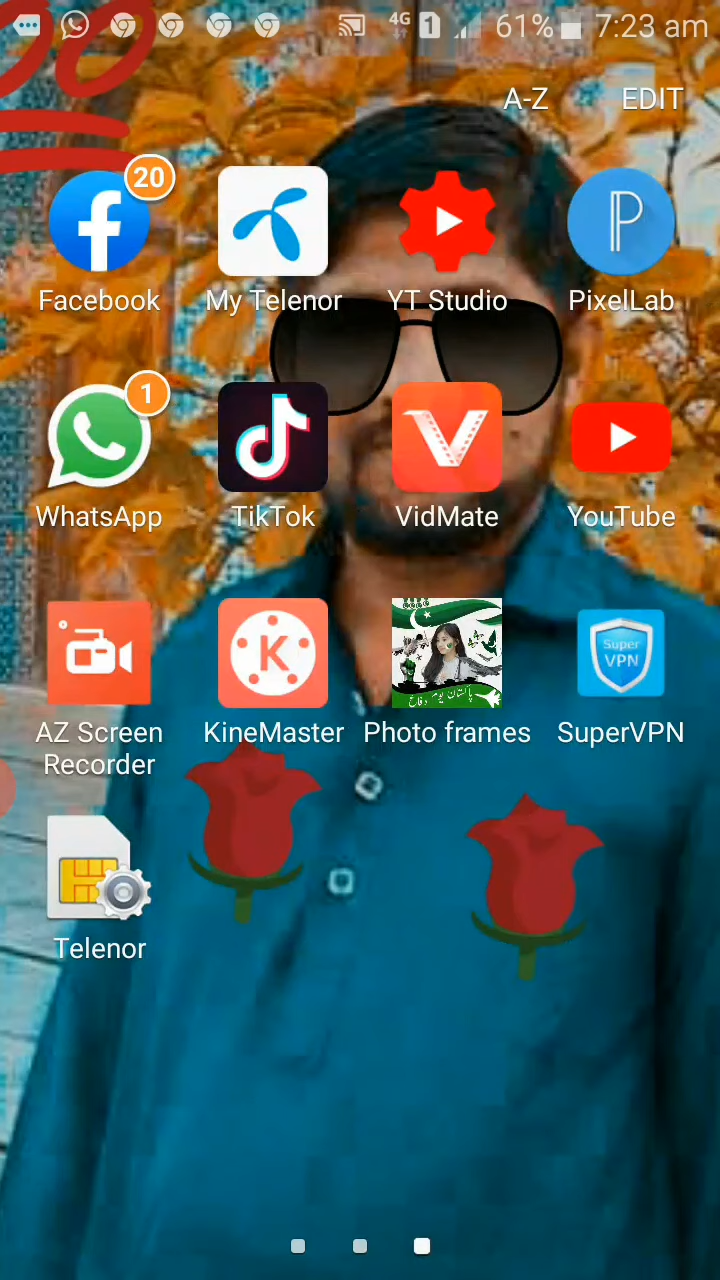 4G 1 61% 7:23 am
A-Z EDIT
20
Facebook My Telenor YT Studio PixelLab
1
WhatsApp TikTok VidMate YouTube
Super
VPN
AZ Screen
Recorder
KineMaster Photo frames SuperVPN
Telenor